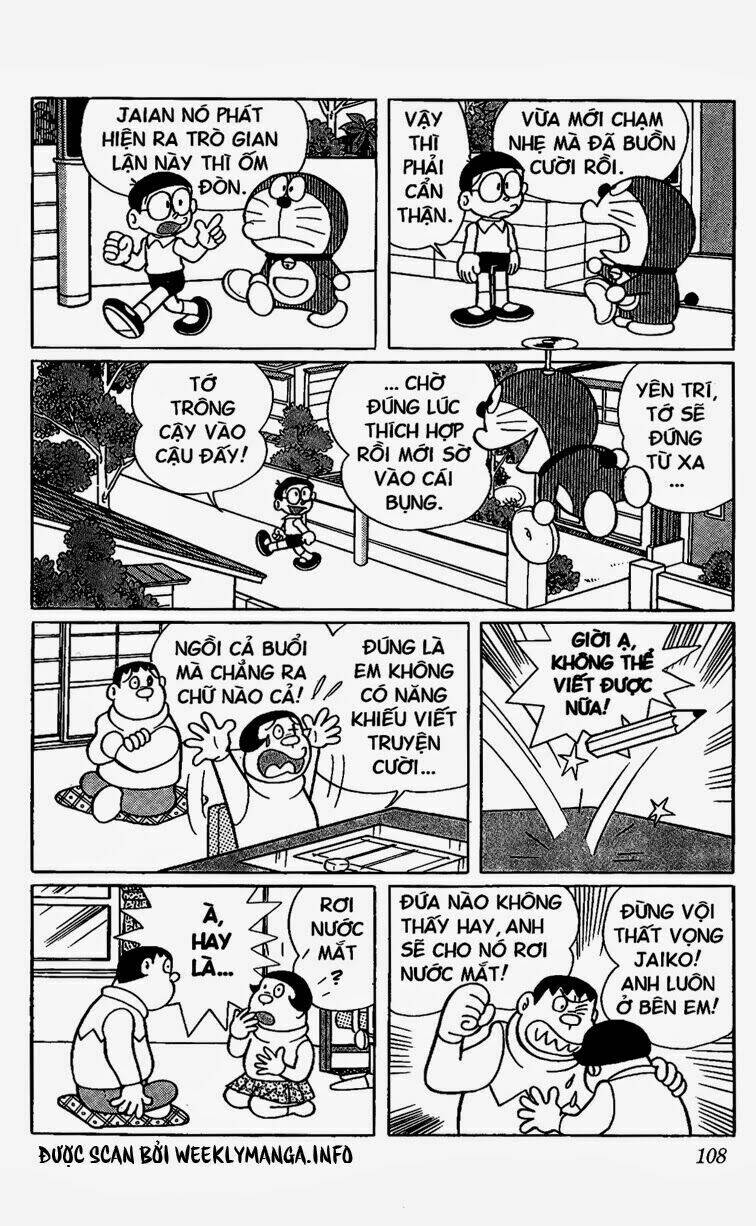 VỪA MỚI CHẠM
NHẸ MÀ ĐÃ BUỒN
CƯỜI RỒI.
VẬY
THÌ
PHẢI
CẨN
THẬN.
JAIAN NÓ PHÁT
HIỆN RA TRÒ GIAN
LẬN NÀY THÌ ỐM
ĐÒN.
YÊN TRÍ,
TỚ SẼ
ĐỨNG
TỪ XA
...
... CHỜ
ĐÚNG LÚC
THÍCH HỢP
RỒI MỚI SỜ
VÀO CÁI
BỤNG.
TỚ
TRÔNG
CẬY VÀO
CẬU ĐẤY!
GIỜI Ạ,
KHÔNG THỂ
VIẾT ĐƯỢC
NỮA!
ĐÚNG LÀ
EM KHÔNG
CÓ NĂNG
KHIẾU VIẾT
TRUYỆN
CƯỜI...
NGỒI CẢ BUỔI
MÀ CHẲNG RA
CHỮ NÀO CẢ!
ĐỪNG VỘI
THẤT VỌNG
JAIKO!
ANH LUÔN
Ở BÊN EM!
ĐỨA NÀO KHÔNG
THẤY HAY, ANH
SẼ CHO NÓ RƠI
NƯỚC MẮT!
RƠI
NƯỚC
MẮT
?
À,
HAY
LÀ...
ĐƯỢC SCAN BỞI WEEKLYMANGA.INFO
108